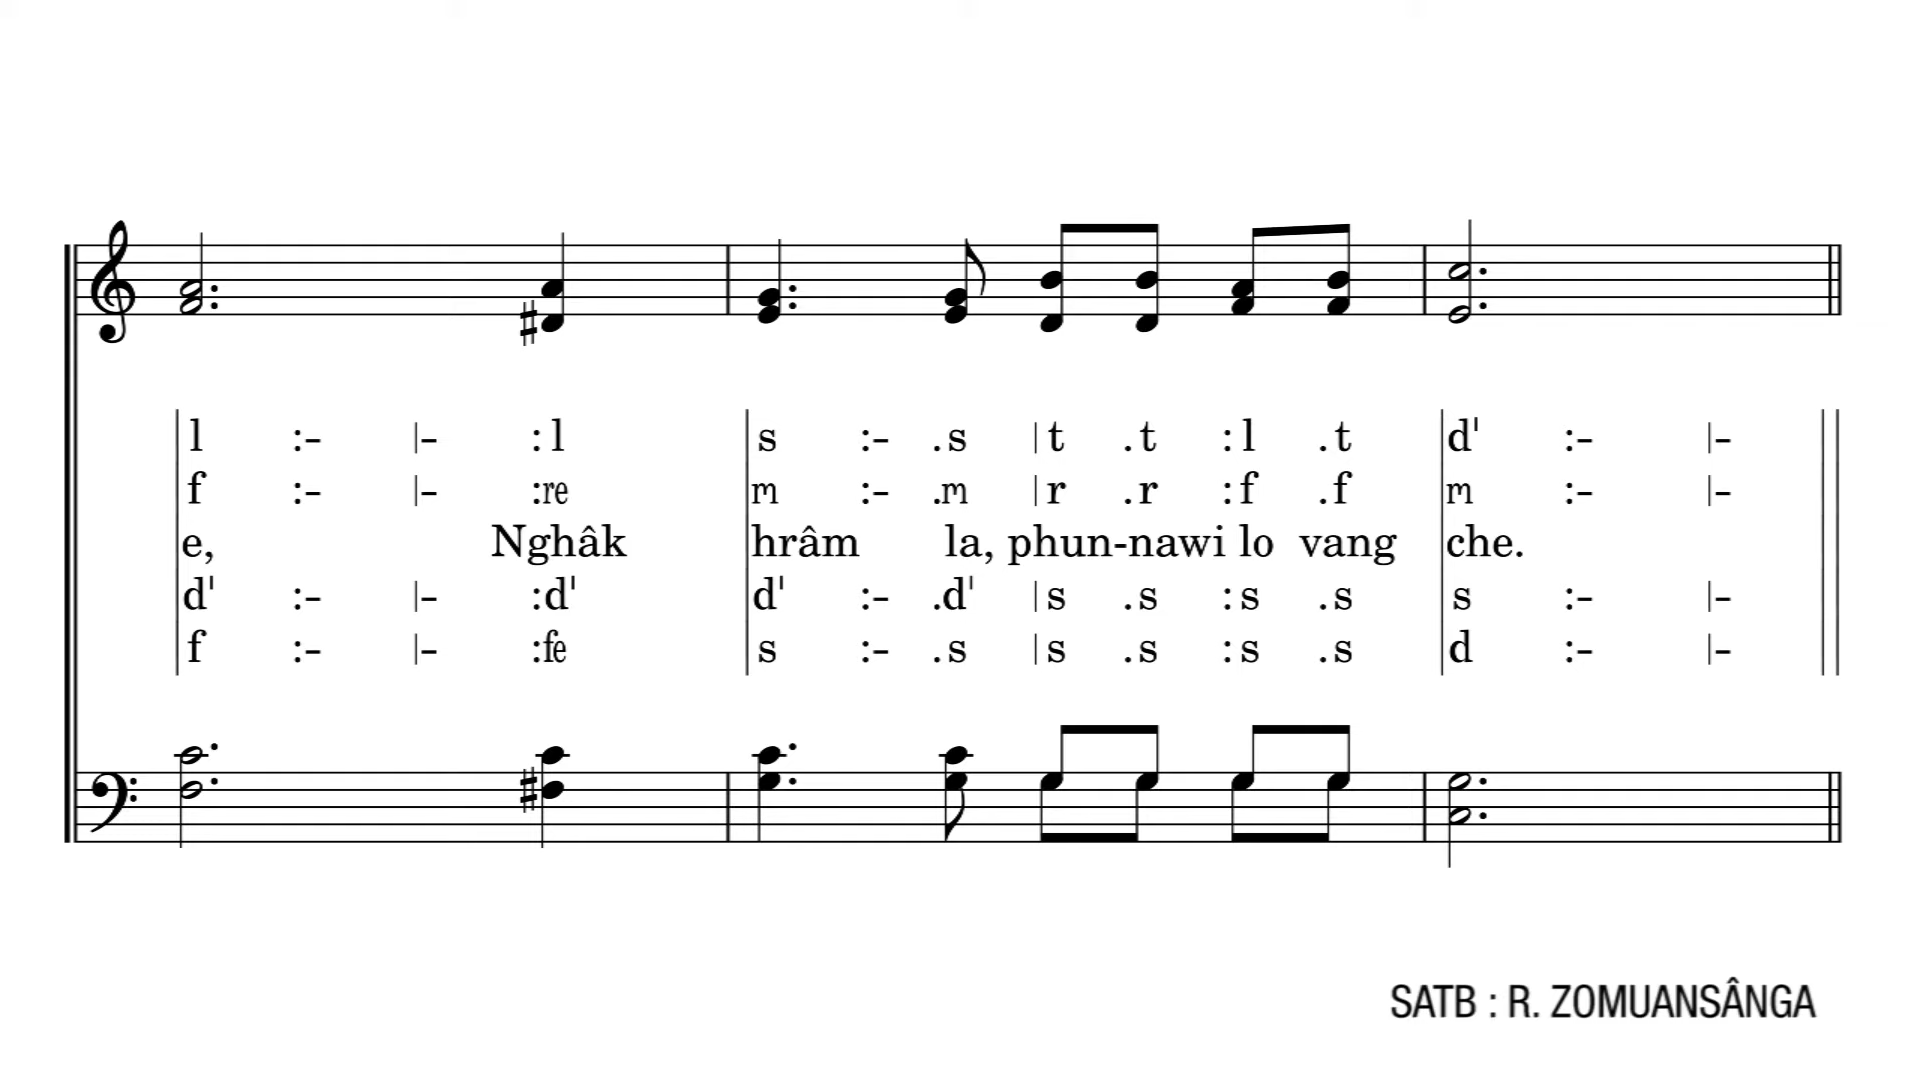 l :– |– :l s :– .s |t .t :l .t d' :– |–
f :– |– :re m :– .m |r .r :f .f m :– |–
e, Nghâk hrâm la, phun-nawi lo vang che.
d' :– |– :d' d' :– .d' |s .s :s .s s :– |–
f :– |– :fe s :– .s |s .s :s .s d :– |–
SATB : R. ZOMUANSÂNGA